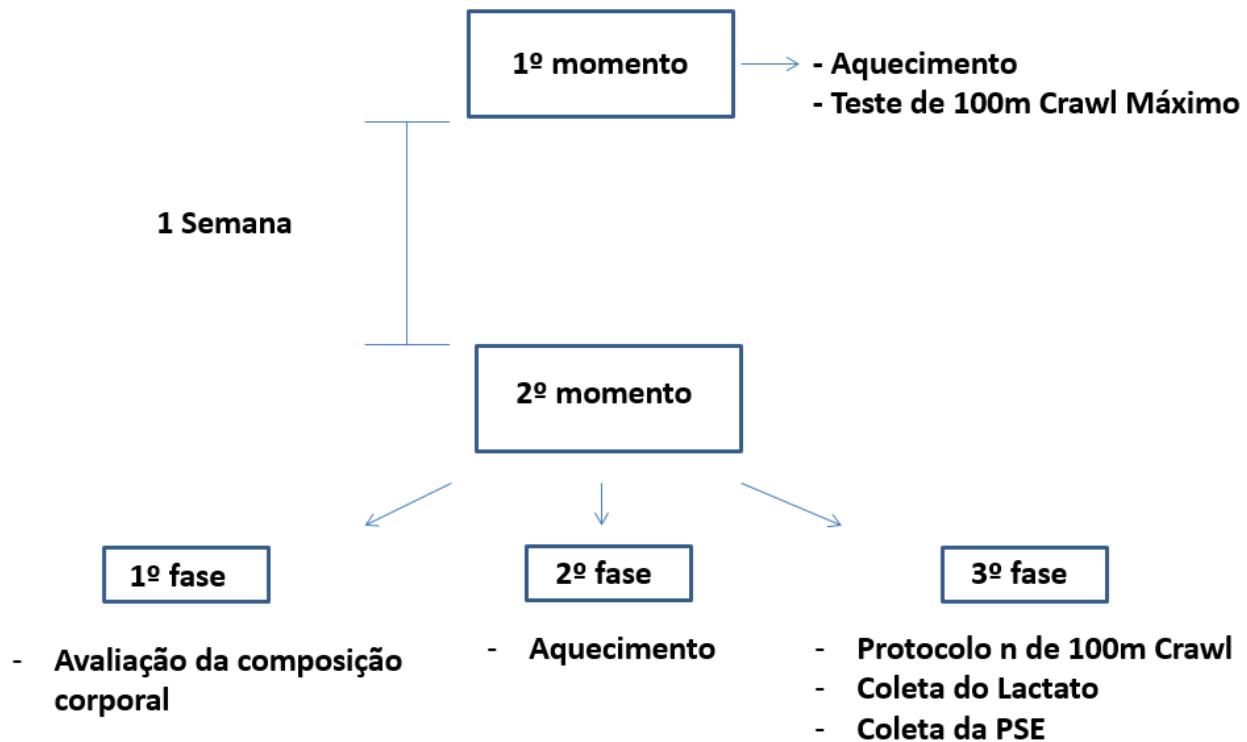 1º momento
- Aquecimento
- Teste de 100m Crawl Máximo
1 Semana
2º momento
1º fase
2º fase
3º fase
- Avaliação da composição
corporal
- Aquecimento
- Protocolo n de 100m Crawl
- Coleta do Lactato
- Coleta da PSE